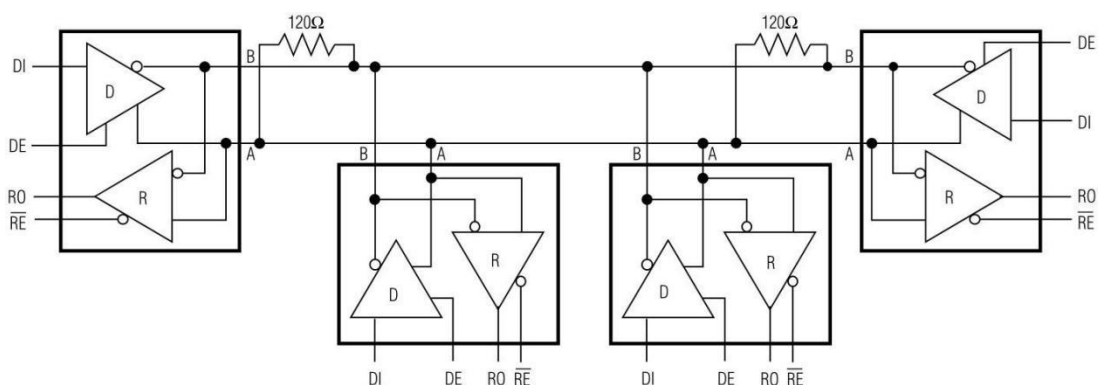 120Ω 120Ω
B B DE
DI D D
DI
DE A B A B A A
RO R R RO
RE RE
R R
D D
DI DE RO RE DI DE RO RE